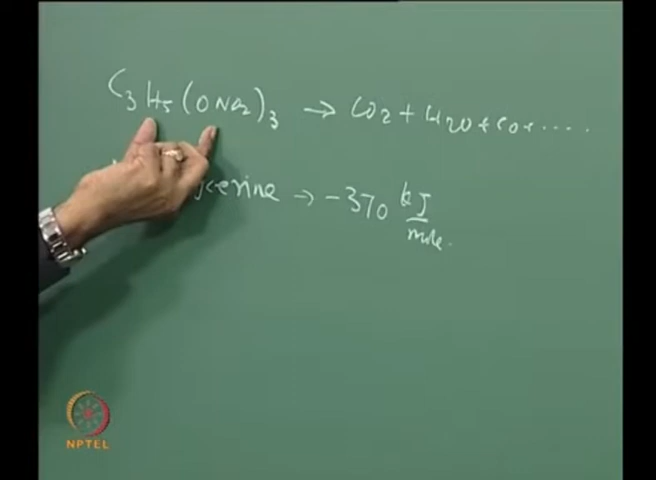 C3H5(ONO2)3 → CO2 + H2O + CO + .....
cerine → -370 kJ
mole.
NPTEL